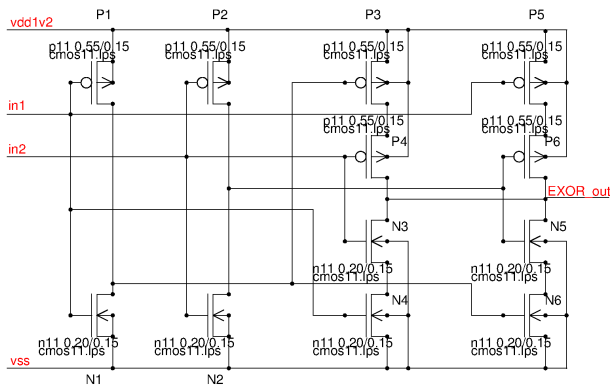 P1 P2 P3 P5
vdd1v2
p11 0.55/0.15 p11 0.55/0.15 p11 0.55/0.15 p11 0.55/0.15
cmos11.lps cmos11.lps cmos11.lps cmos11.lps
in1
p11 0.55/0.15 p11 0.55/0.15
cmos11.lps cmos11.lps
P4 P6
in2
EXOR_out
N3 N5
n11 0.20/0.15 n11 0.20/0.15
cmos11.lps cmos11.lps
N4 N6
n11 0.20/0.15 n11 0.20/0.15 n11 0.20/0.15 n11 0.20/0.15
cmos11.lps cmos11.lps cmos11.lps cmos11.lps
vss
N1 N2